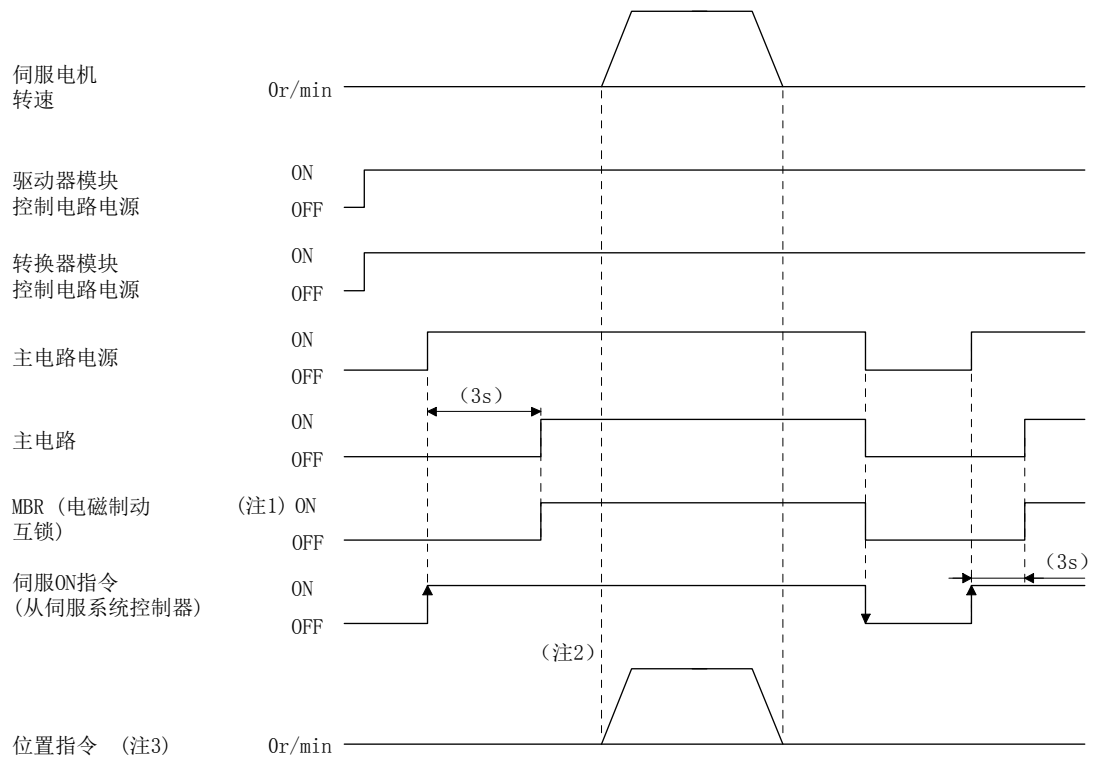 伺服电机
转速
0r/min
驱动器模块
控制电路电源
ON
OFF
转换器模块
控制电路电源
ON
OFF
主电路电源
ON
OFF
(3s)
主电路
ON
OFF
MBR (电磁制动
互锁)
(注1) ON
OFF
(3s)
伺服ON指令
(从伺服系统控制器)
ON
OFF
(注2)
位置指令 (注3)
0r/min